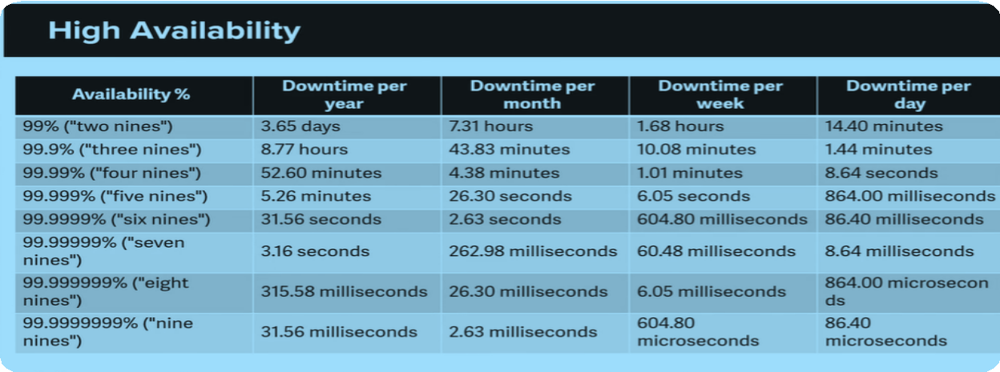 High Availability
Availability % Downtime per year Downtime per month Downtime per week Downtime per day
99% ("two nines") 3.65 days 7.31 hours 1.68 hours 14.40 minutes
99.9% ("three nines") 8.77 hours 43.83 minutes 10.08 minutes 1.44 minutes
99.99% ("four nines") 52.60 minutes 4.38 minutes 1.01 minutes 8.64 seconds
99.999% ("five nines") 5.26 minutes 26.30 seconds 6.05 seconds 864.00 milliseconds
99.9999% ("six nines") 31.56 seconds 2.63 seconds 604.80 milliseconds 86.40 milliseconds
99.99999% ("seven nines") 3.16 seconds 262.98 milliseconds 60.48 milliseconds 8.64 milliseconds
99.999999% ("eight nines") 315.58 milliseconds 26.30 milliseconds 6.05 milliseconds 864.00 microseconds
99.9999999% ("nine nines") 31.56 milliseconds 2.63 milliseconds 604.80 microseconds 86.40 microseconds